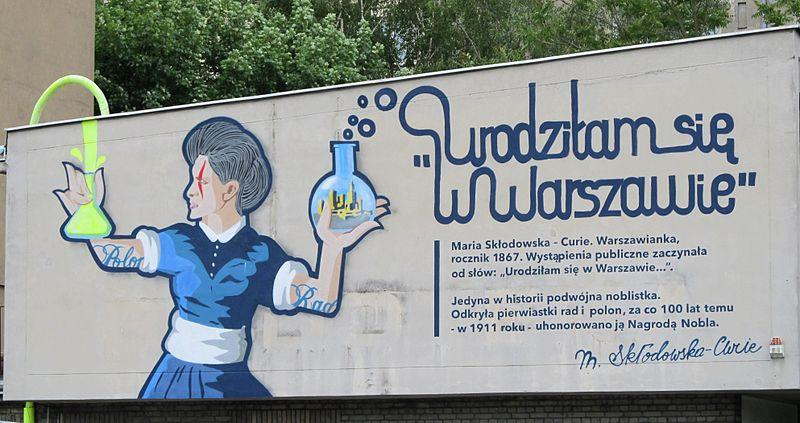 „Urodziłam się
w Warszawie"
Maria Skłodowska - Curie. Warszawianka,
rocznik 1867. Wystąpienia publiczne zaczynała
od słów: „Urodziłam się w Warszawie...”.
Jedyna w historii podwójna noblistka.
Odkryła pierwiastki rad i polon, za co 100 lat temu
- w 1911 roku - uhonorowano ją Nagrodą Nobla.
M. Skłodowska-Curie
Polon
Rad